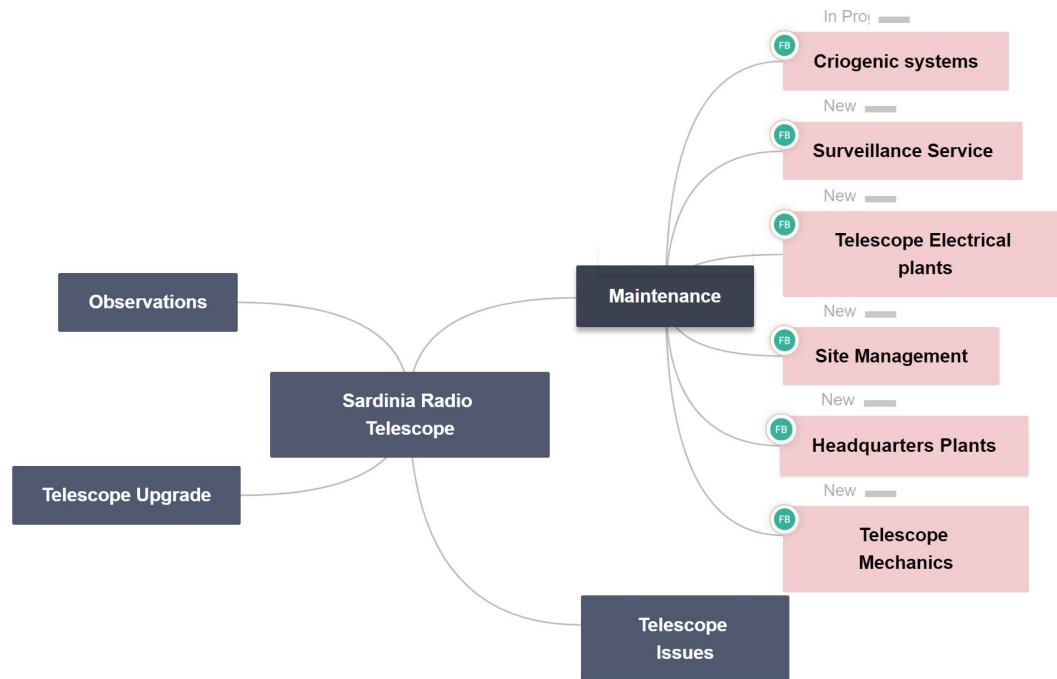 Observations
Sardinia Radio
Telescope
Telescope Upgrade
Maintenance
Telescope
Issues
In Prog
FB
Criogenic systems
New
FB
Surveillance Service
New
FB
Telescope Electrical
plants
New
FB
Site Management
New
FB
Headquarters Plants
New
FB
Telescope
Mechanics